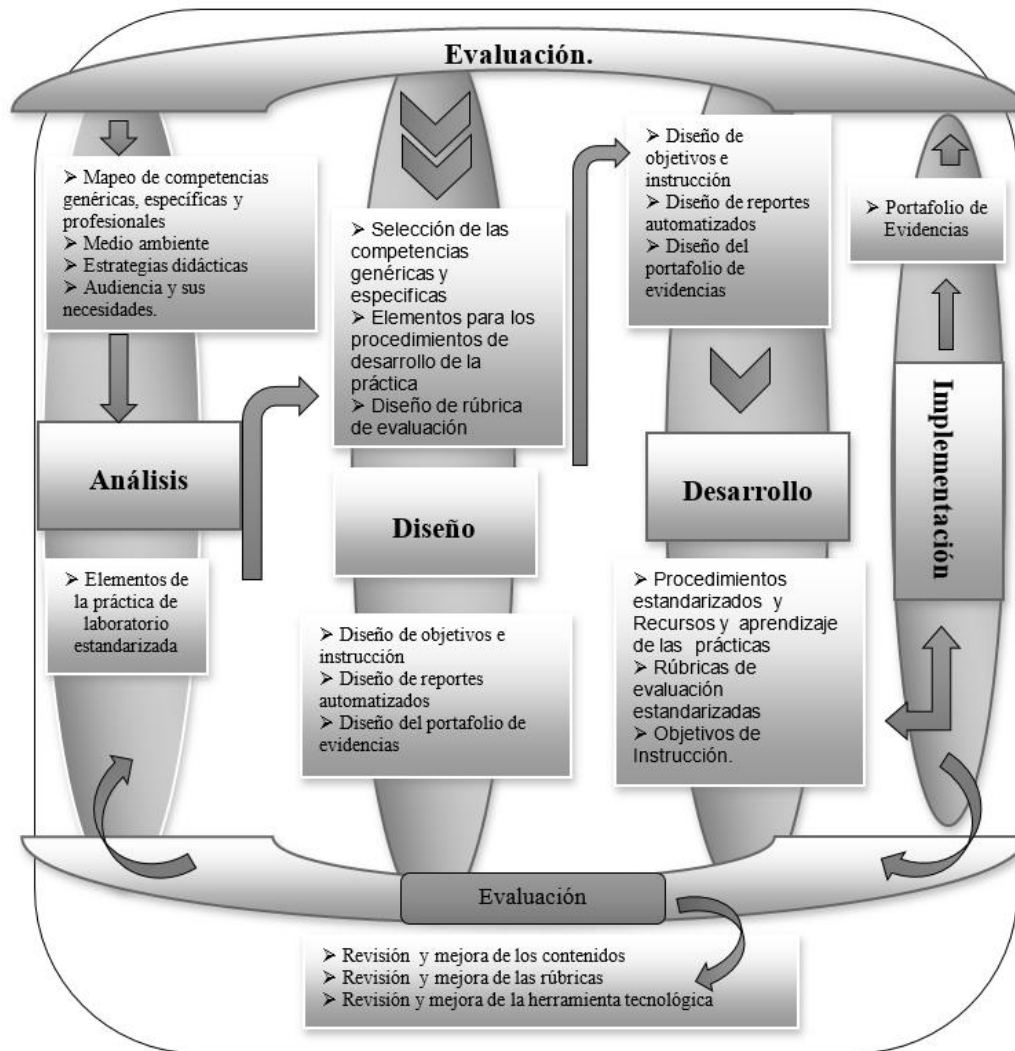 Evaluación.
➢ Mapeo de competencias
genéricas, específicas y
profesionales
➢ Medio ambiente
➢ Estrategias didácticas
➢ Audiencia y sus
necesidades.
Análisis
➢ Elementos de
la práctica de
laboratorio
estandarizada
➢ Selección de las
competencias
genéricas y
especificas
➢ Elementos para los
procedimientos de
desarrollo de la
práctica
➢ Diseño de rúbrica
de evaluación
Diseño
➢ Diseño de objetivos e
instrucción
➢ Diseño de reportes
automatizados
➢ Diseño del portafolio de
evidencias
➢ Diseño de
objetivos e
instrucción
➢ Diseño de reportes
automatizados
➢ Diseño del
portafolio de
evidencias
Desarrollo
➢ Procedimientos
estandarizados y
Recursos y aprendizaje
de las prácticas
➢ Rúbricas de
evaluación
estandarizadas
➢ Objetivos de
Instrucción.
➢ Portafolio de
Evidencias
Implementación
Evaluación
➢ Revisión y mejora de los contenidos
➢ Revisión y mejora de las rúbricas
➢ Revisión y mejora de la herramienta tecnológica